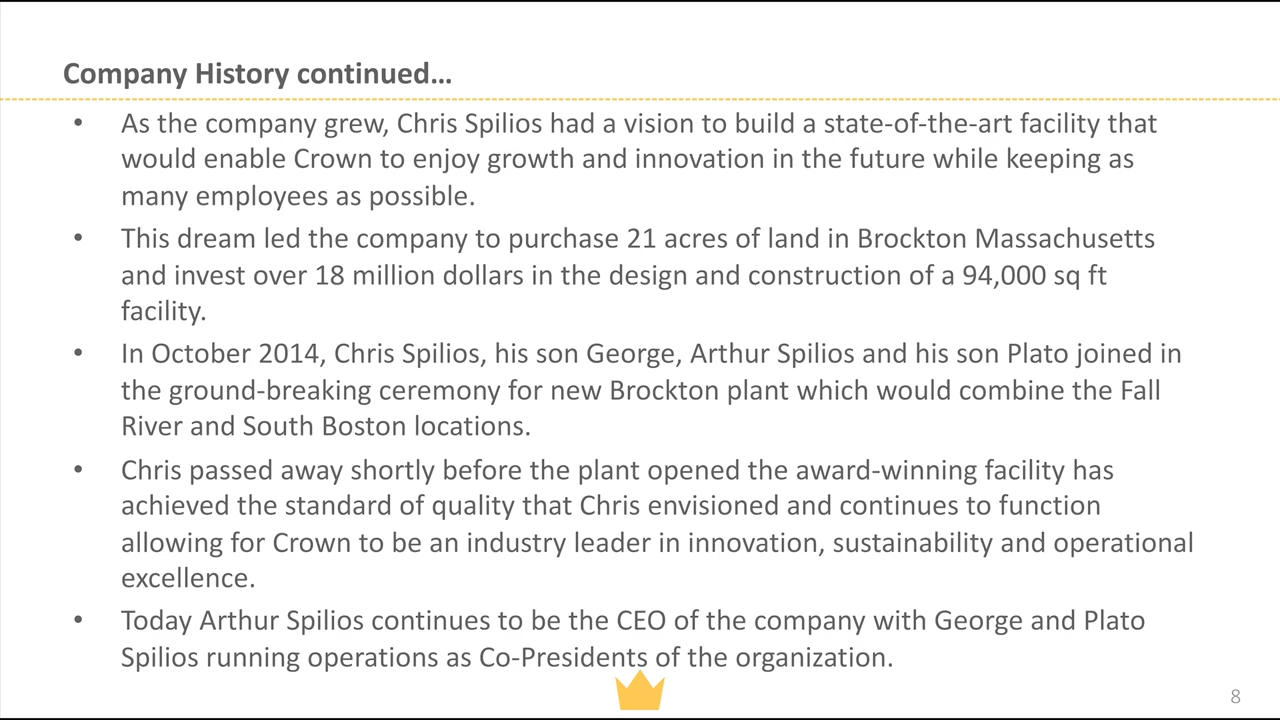 Company History continued…
• As the company grew, Chris Spilios had a vision to build a state-of-the-art facility that
would enable Crown to enjoy growth and innovation in the future while keeping as
many employees as possible.
• This dream led the company to purchase 21 acres of land in Brockton Massachusetts
and invest over 18 million dollars in the design and construction of a 94,000 sq ft
facility.
• In October 2014, Chris Spilios, his son George, Arthur Spilios and his son Plato joined in
the ground-breaking ceremony for new Brockton plant which would combine the Fall
River and South Boston locations.
• Chris passed away shortly before the plant opened the award-winning facility has
achieved the standard of quality that Chris envisioned and continues to function
allowing for Crown to be an industry leader in innovation, sustainability and operational
excellence.
• Today Arthur Spilios continues to be the CEO of the company with George and Plato
Spilios running operations as Co-Presidents of the organization.
8